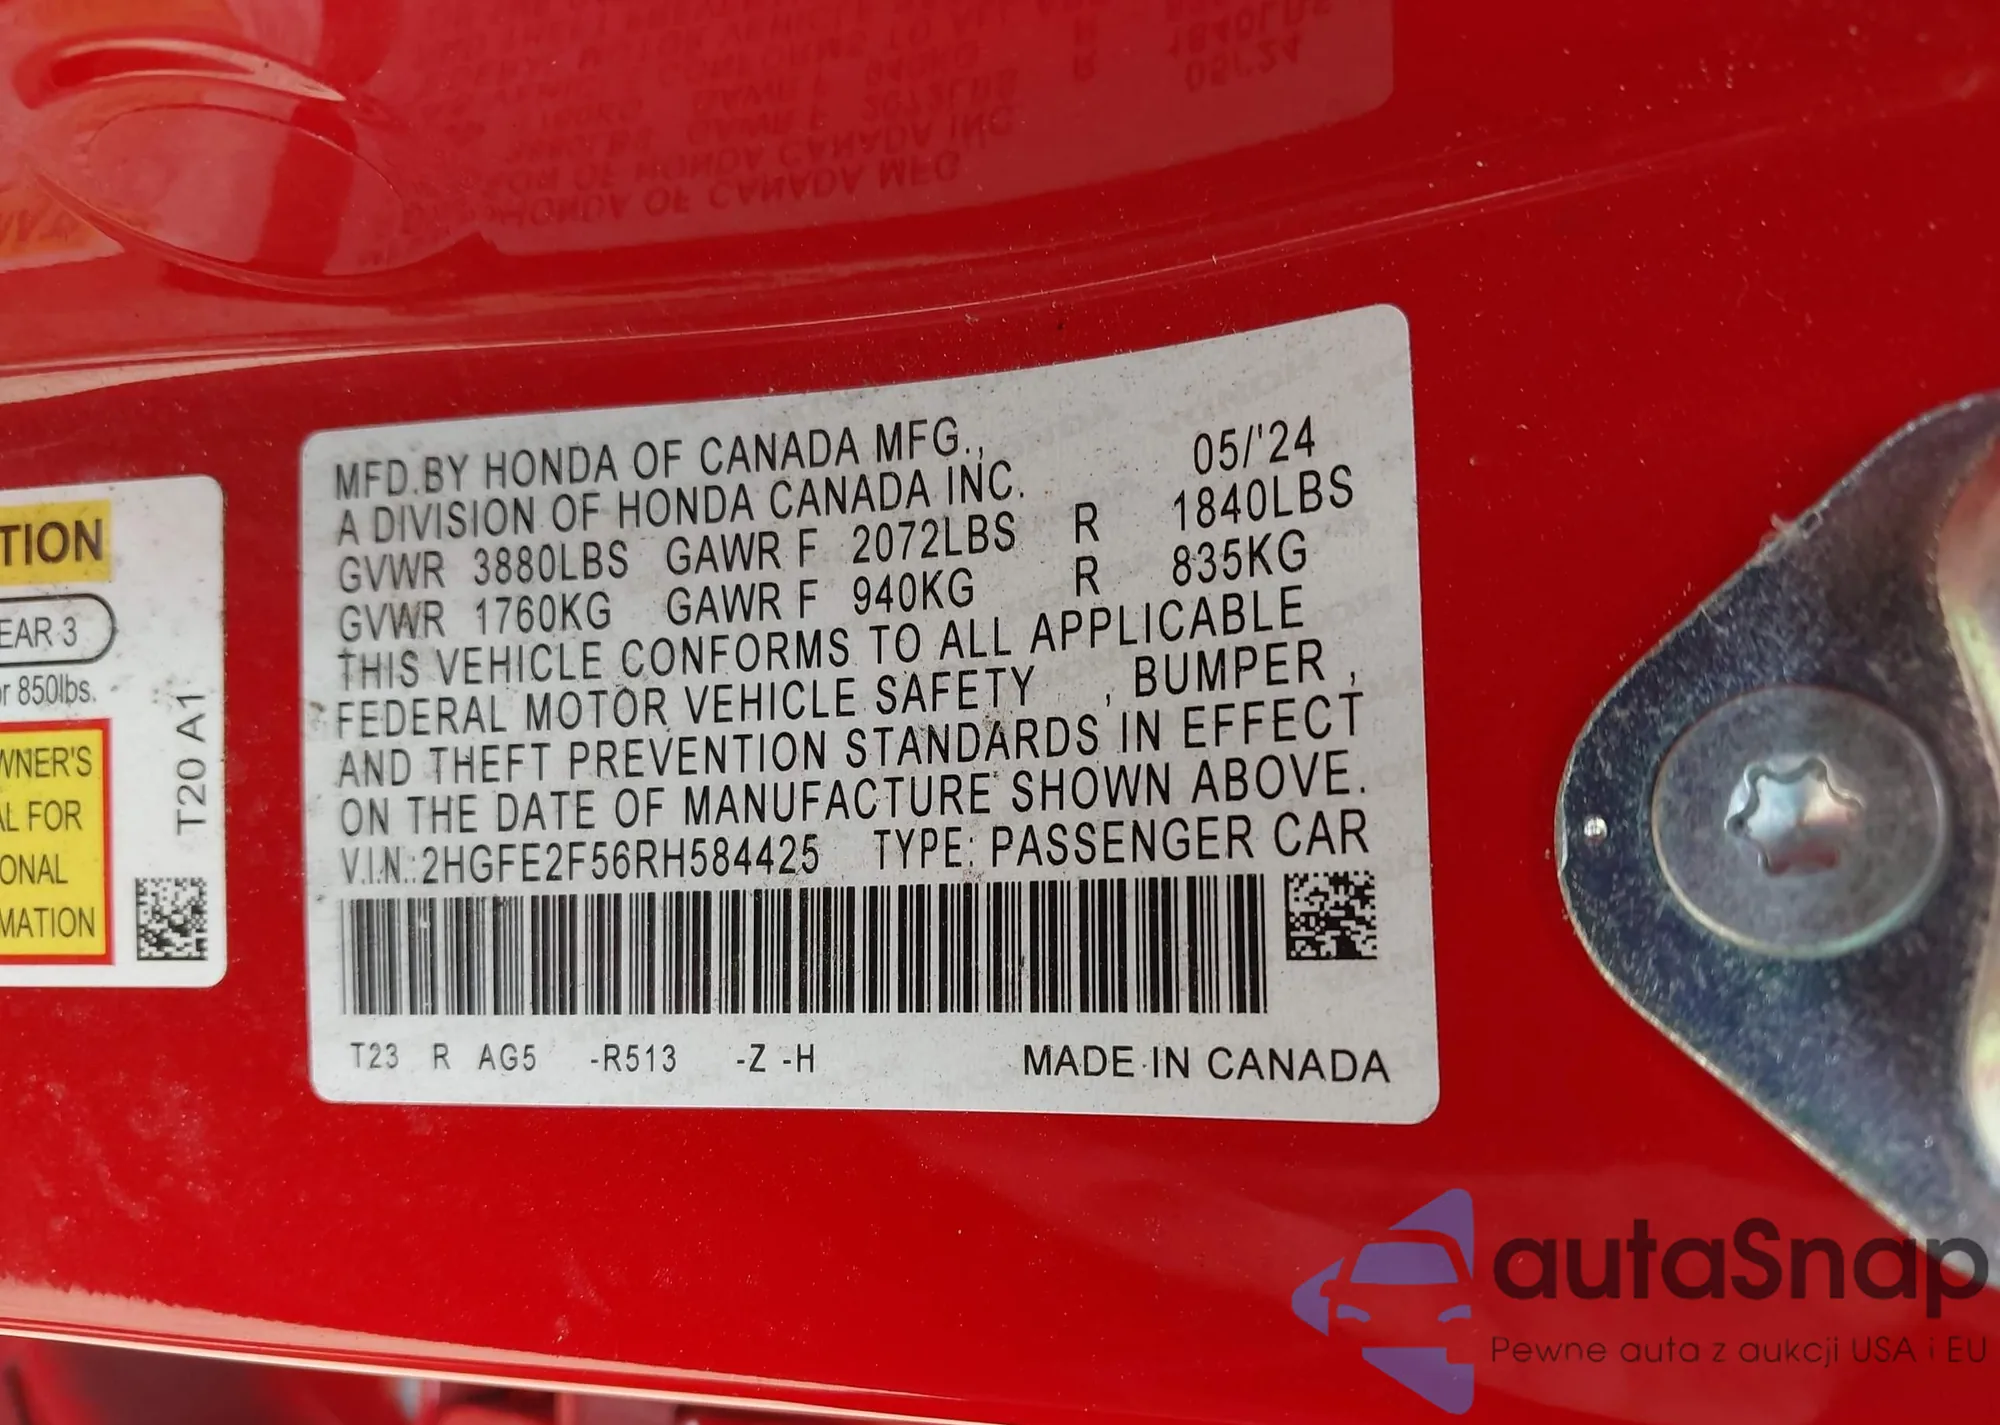 MFD.BY HONDA OF CANADA MFG.,
A DIVISION OF HONDA CANADA INC. 05/'24
GVWR 3880LBS GAWR F 2072LBS R 1840LBS
GVWR 1760KG GAWR F 940KG R 835KG
THIS VEHICLE CONFORMS TO ALL APPLICABLE
FEDERAL MOTOR VEHICLE SAFETY , BUMPER ,
AND THEFT PREVENTION STANDARDS IN EFFECT
ON THE DATE OF MANUFACTURE SHOWN ABOVE.
V.I.N.:2HGFE2F56RH584425 TYPE: PASSENGER CAR
T23 R AG5 -R513 -Z -H MADE IN CANADA
TION
EAR 3
r 850lbs.
WNER'S
L FOR
ONAL
MATION
T20 A1
autaSnap
Pewne auta z aukcji USA i EU